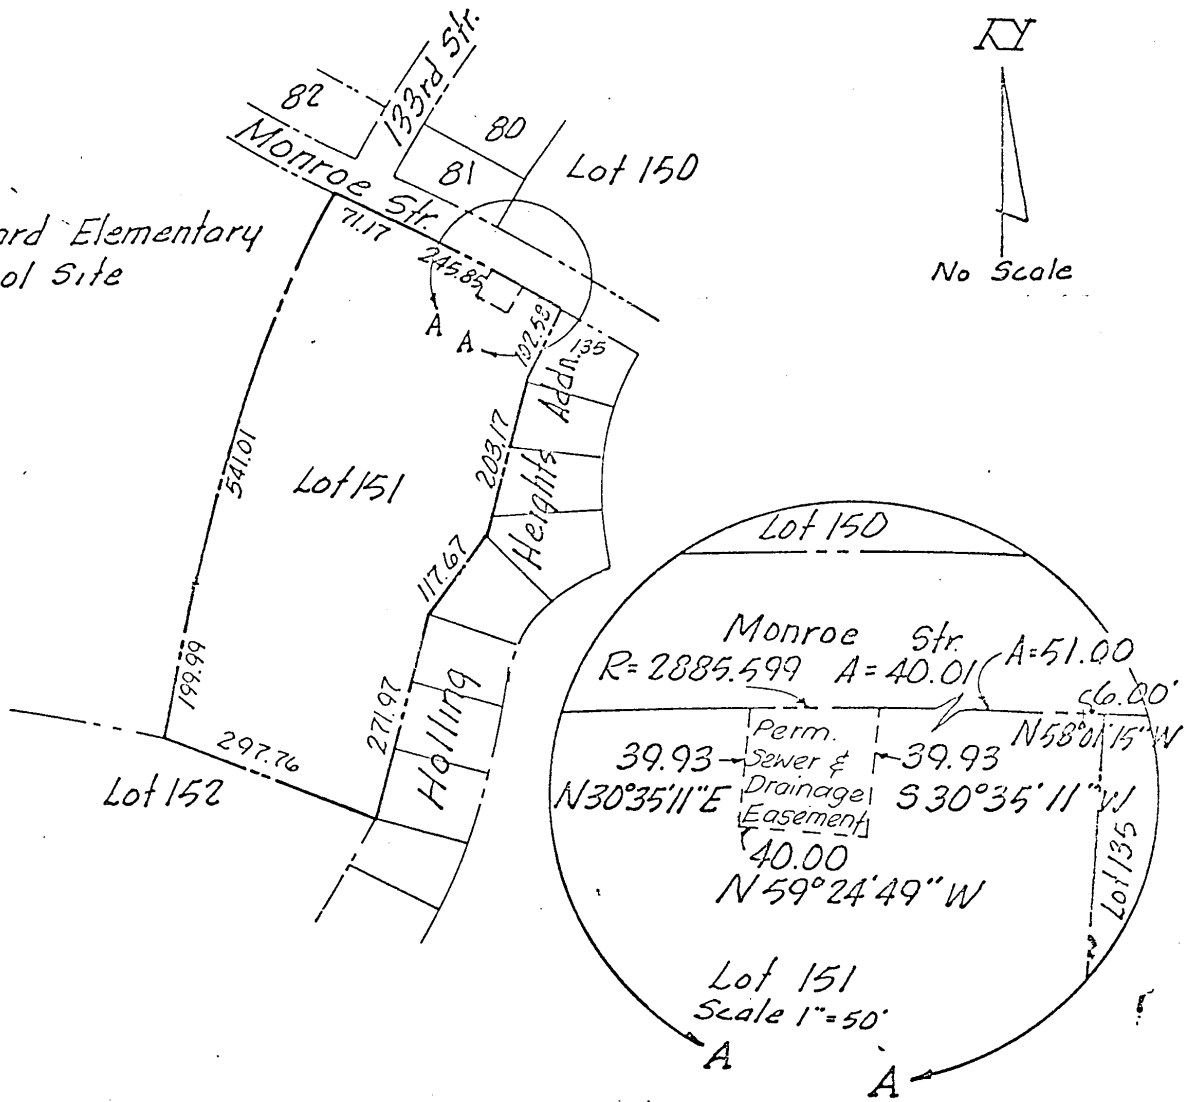 82
133rd Str.
80
81
Lot 150
Monroe Str.
71.17
245.85
Elementary
Site
No Scale
A
A
102.58
135
Addn.
203.17
541.01
Lot 151
Heights
117.67
199.99
271.97
Holling
297.76
Lot 152
Lot 150
Monroe Str.
R=2885.599 A=40.01 A=51.00
6.00'
N58°01'15"W
Perm.
39.93 Sewer & 39.93
N30°35'11"E Drainage S30°35'11"W
Easement
40.00
N59°24'49"W
Lot 135
Lot 151
Scale 1"=50'
A
A